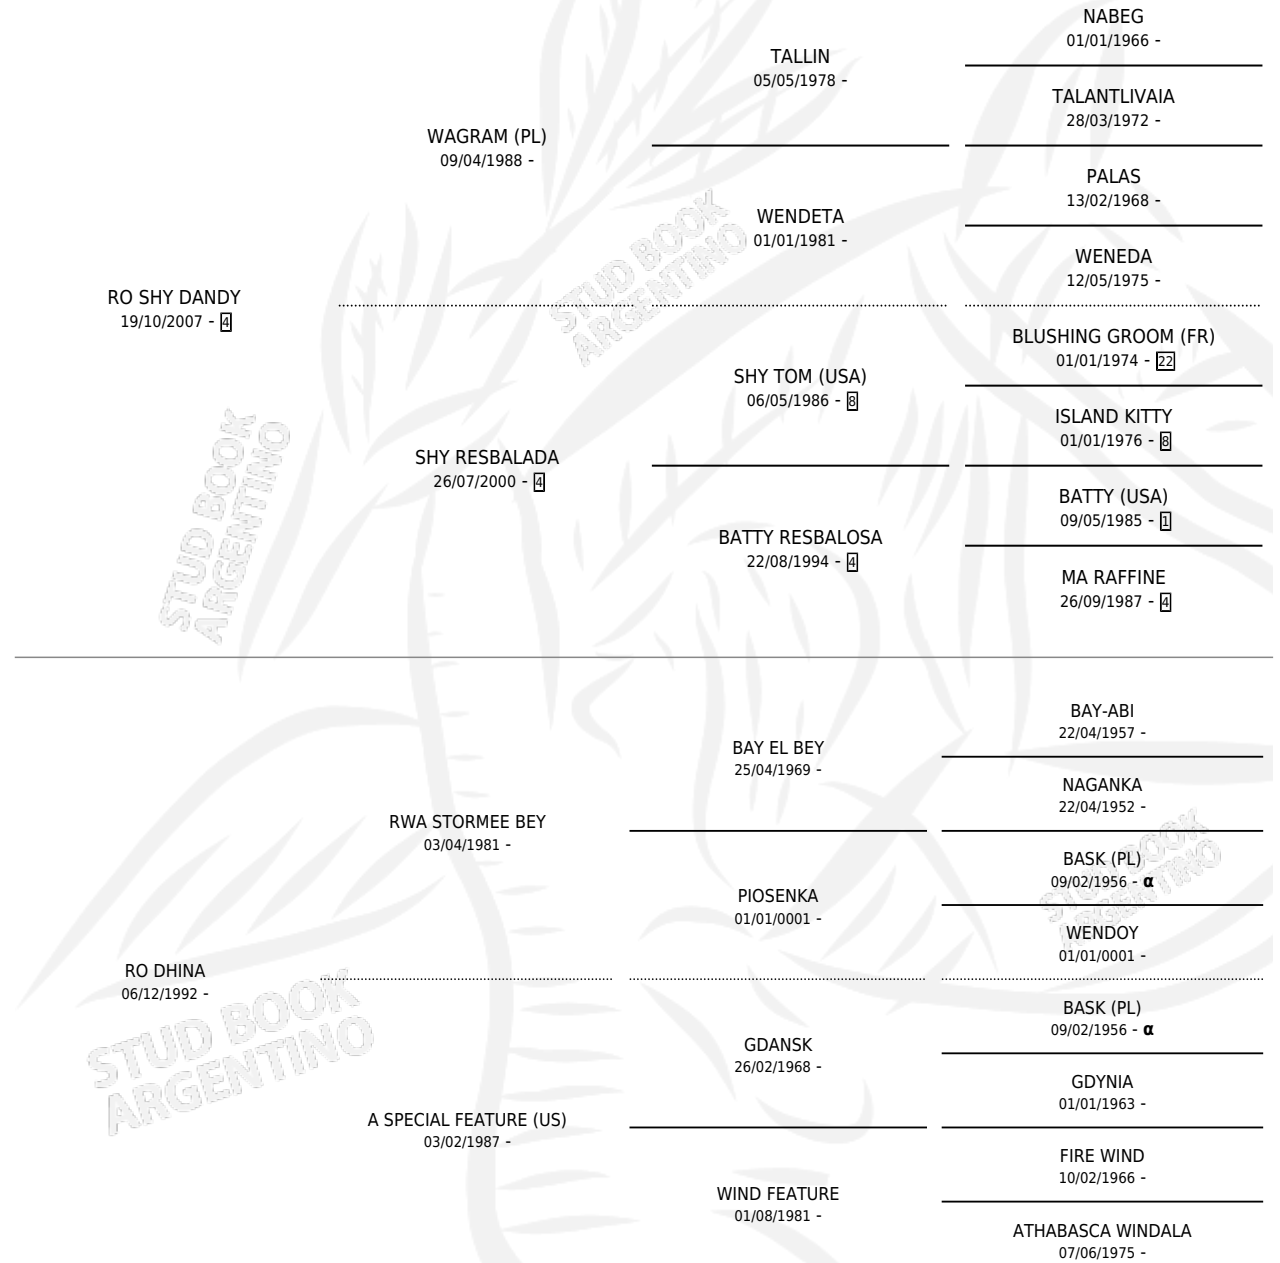 NABEG
01/01/1966 -
TALLIN
05/05/1978 -
TALANTLIVAIA
28/03/1972 -
WAGRAM (PL)
09/04/1988 -
PALAS
13/02/1968 -
WENDETA
01/01/1981 -
WENEDA
12/05/1975 -
RO SHY DANDY
19/10/2007 - 4
BLUSHING GROOM (FR)
01/01/1974 - 22
SHY TOM (USA)
06/05/1986 - 8
ISLAND KITTY
01/01/1976 - 8
SHY RESBALADA
26/07/2000 - 4
BATTY (USA)
09/05/1985 - 1
BATTY RESBALOSA
22/08/1994 - 4
MA RAFFINE
26/09/1987 - 4
BAY-ABI
22/04/1957 -
BAY EL BEY
25/04/1969 -
NAGANKA
22/04/1952 -
RWA STORMEE BEY
03/04/1981 -
BASK (PL)
09/02/1956 - α
PIOSENKA
01/01/0001 -
WENDOY
01/01/0001 -
RO DHINA
06/12/1992 -
BASK (PL)
09/02/1956 - α
GDANSK
26/02/1968 -
GDYNIA
01/01/1963 -
A SPECIAL FEATURE (US)
03/02/1987 -
FIRE WIND
10/02/1966 -
WIND FEATURE
01/08/1981 -
ATHABASCA WINDALA
07/06/1975 -
STUD BOOK
ARGENTINO
STUD BOOK
ARGENTINO
STUD BOOK
ARGENTINO
STUD BOOK
ARGENTINO